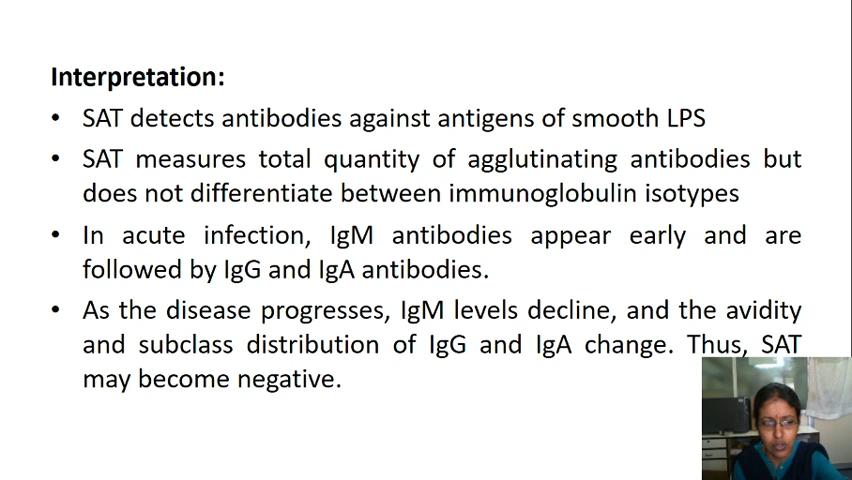 Interpretation:
• SAT detects antibodies against antigens of smooth LPS
• SAT measures total quantity of agglutinating antibodies but
does not differentiate between immunoglobulin isotypes
• In acute infection, IgM antibodies appear early and are
followed by IgG and IgA antibodies.
• As the disease progresses, IgM levels decline, and the avidity
and subclass distribution of IgG and IgA change. Thus, SAT
may become negative.